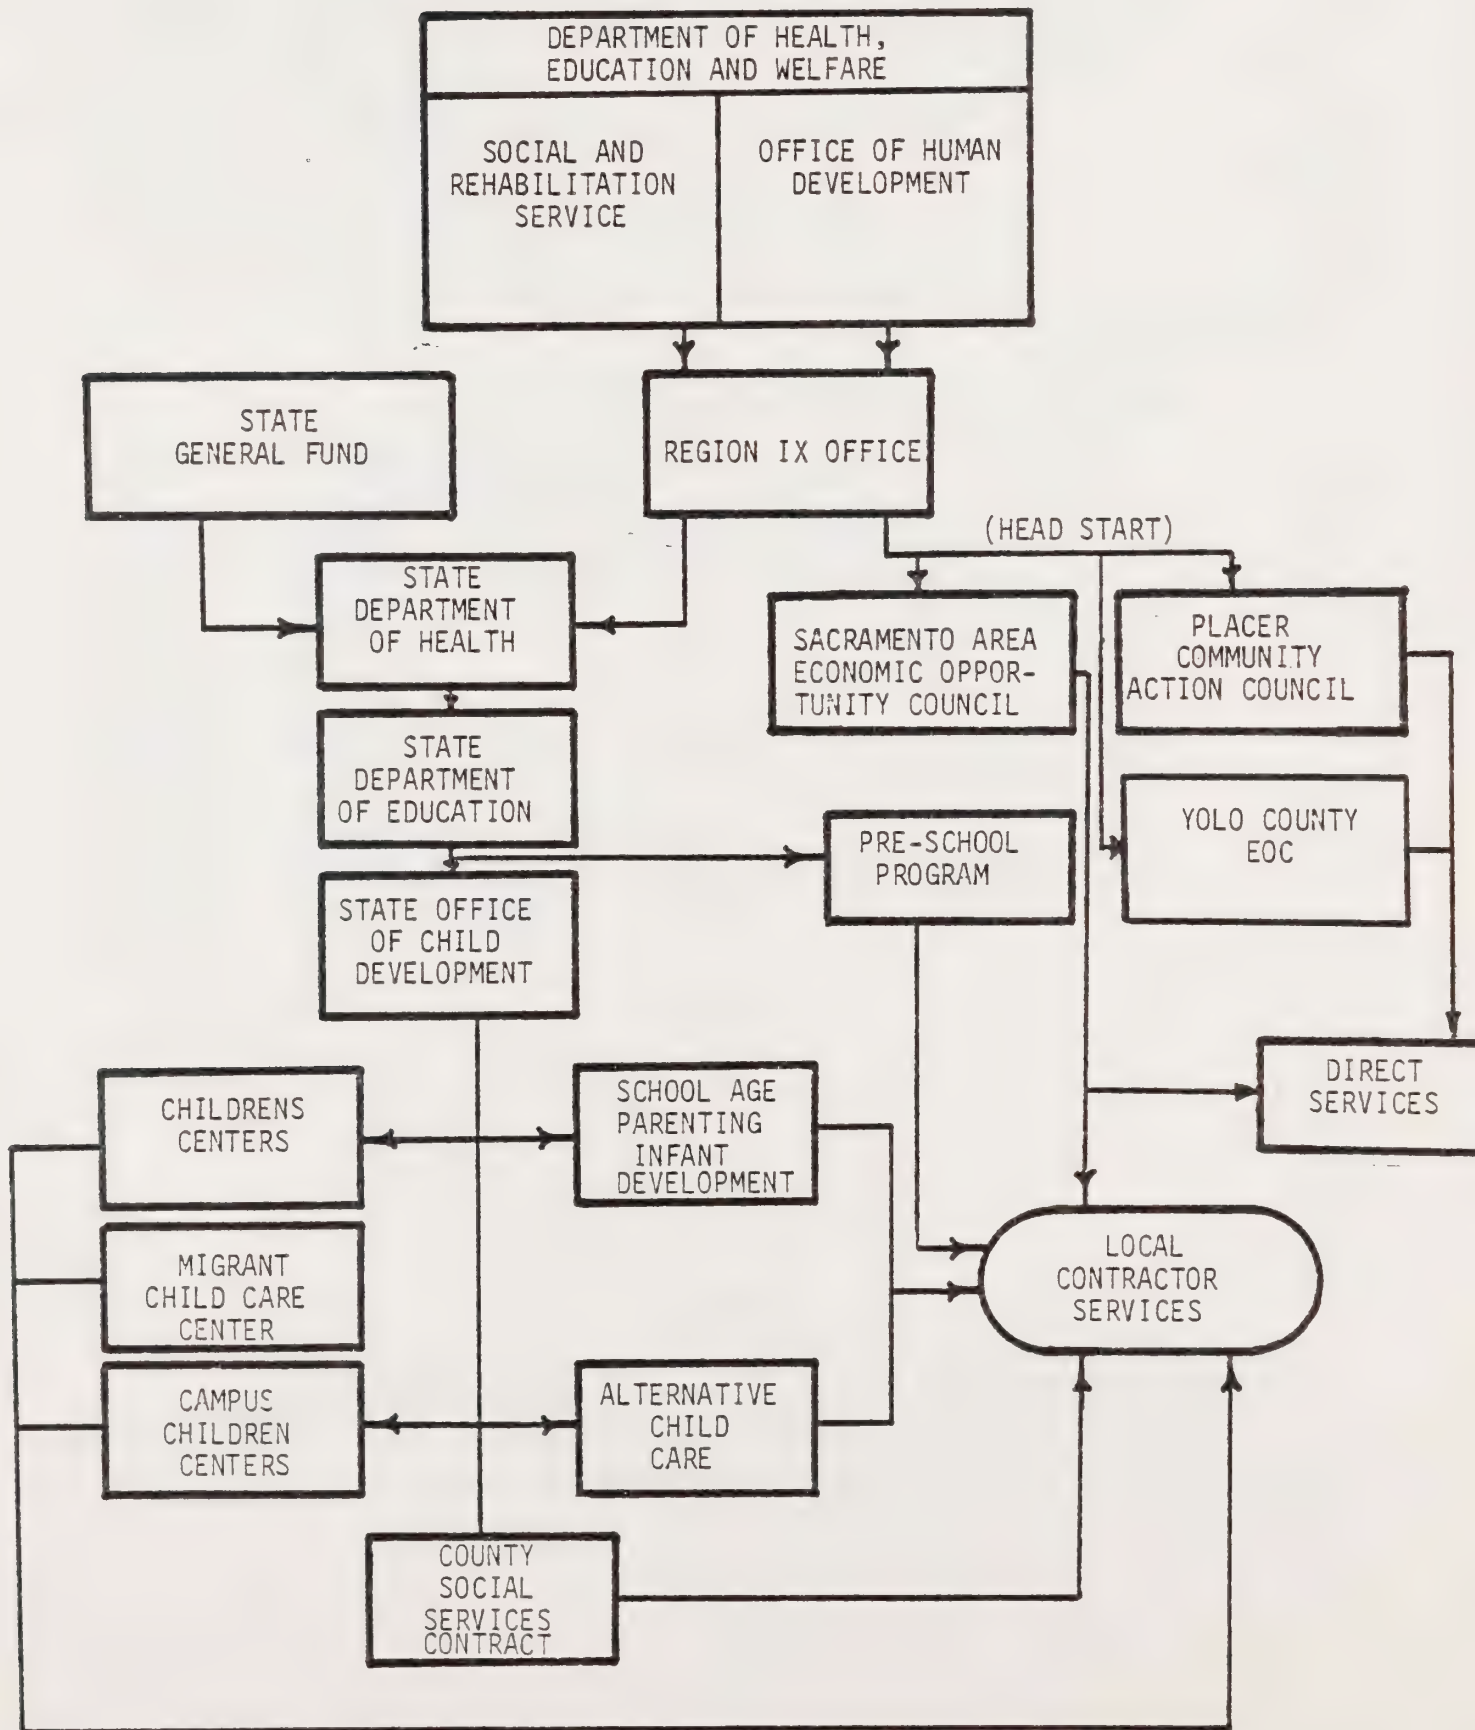 DEPARTMENT OF HEALTH,
EDUCATION AND WELFARE
SOCIAL AND
REHABILITATION
SERVICE
OFFICE OF HUMAN
DEVELOPMENT
STATE
GENERAL FUND
REGION IX OFFICE
(HEAD START)
STATE
DEPARTMENT
OF HEALTH
SACRAMENTO AREA
ECONOMIC OPPOR-
TUNITY COUNCIL
PLACER
COMMUNITY
ACTION COUNCIL
STATE
DEPARTMENT
OF EDUCATION
PRE-SCHOOL
PROGRAM
YOLO COUNTY
EOC
STATE OFFICE
OF CHILD
DEVELOPMENT
DIRECT
SERVICES
CHILDRENS
CENTERS
SCHOOL AGE
PARENTING
INFANT
DEVELOPMENT
LOCAL
CONTRACTOR
SERVICES
MIGRANT
CHILD CARE
CENTER
CAMPUS
CHILDREN
CENTERS
ALTERNATIVE
CHILD
CARE
COUNTY
SOCIAL
SERVICES
CONTRACT